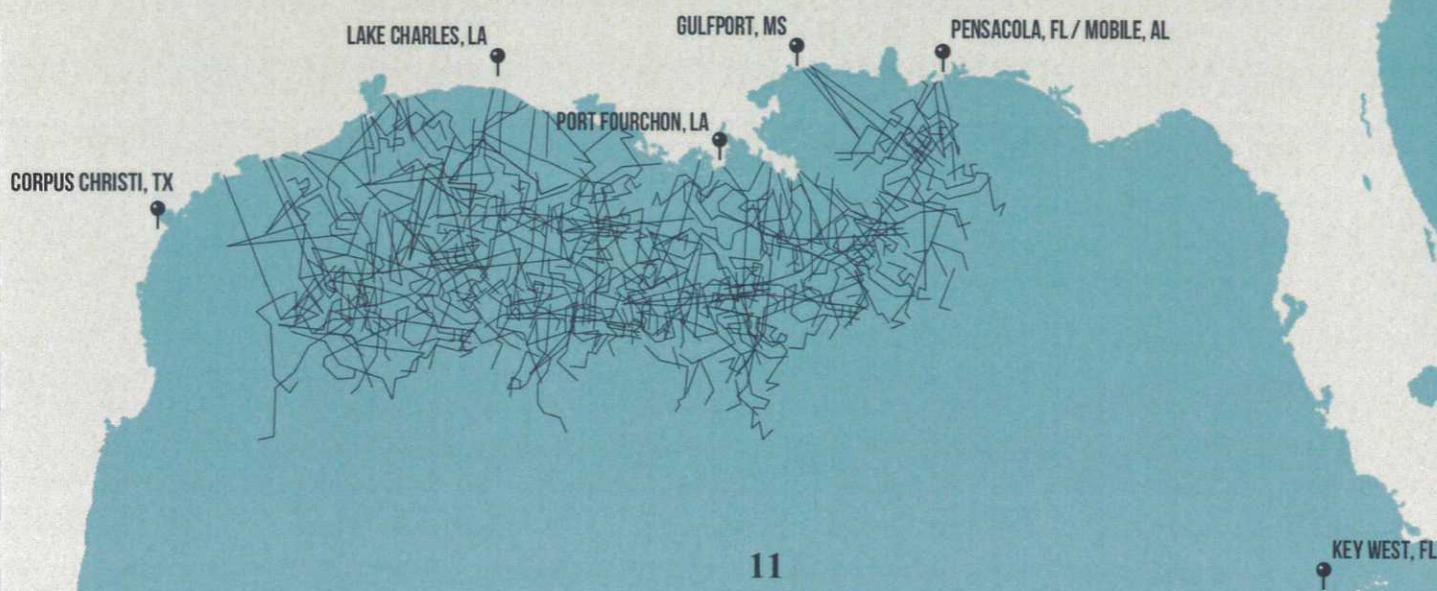 LAKE CHARLES, LA
GULFPORT, MS
PENSACOLA, FL / MOBILE, AL
PORT FOURCHON, LA
CORPUS CHRISTI, TX
KEY WEST, FL
11